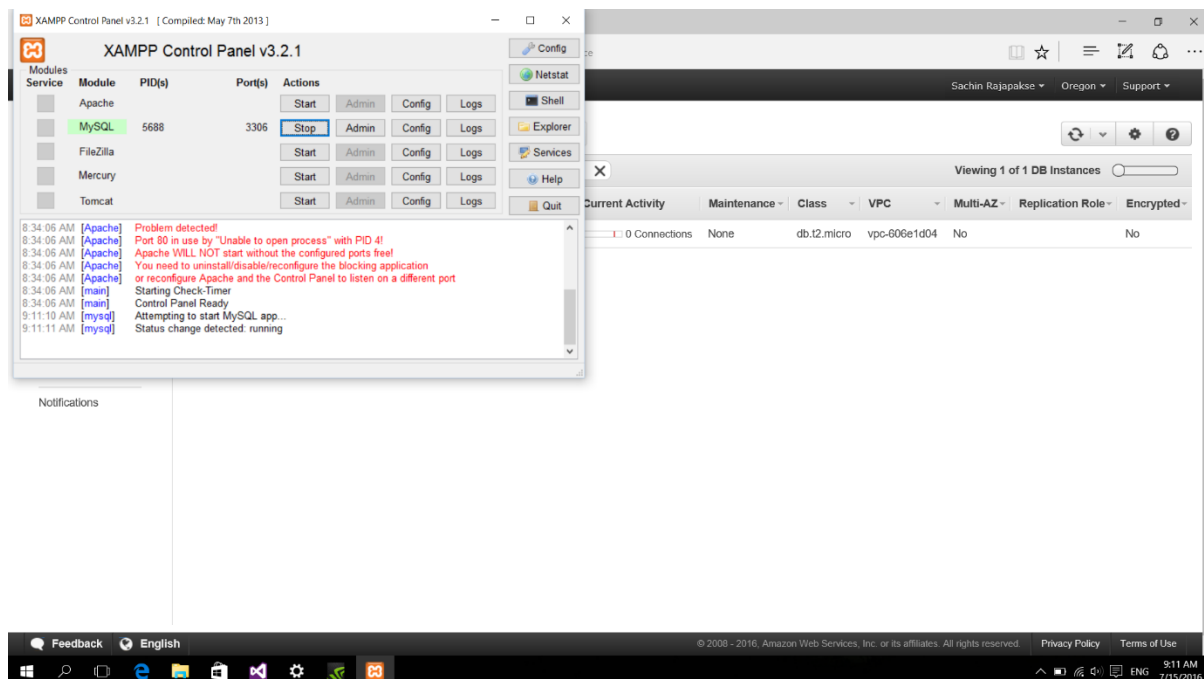 XAMPP Control Panel v3.2.1 [ Compiled: May 7th 2013 ]
XAMPP Control Panel v3.2.1
Config
Modules
Service Module PID(s) Port(s) Actions
Netstat
Apache Start Admin Config Logs
Shell
MySQL 5688 3306 Stop Admin Config Logs
Explorer
FileZilla Start Admin Config Logs
Services
Mercury Start Admin Config Logs
Help
Tomcat Start Admin Config Logs
Quit
8:34:06 AM [Apache] Problem detected!
8:34:06 AM [Apache] Port 80 in use by "Unable to open process" with PID 4!
8:34:06 AM [Apache] Apache WILL NOT start without the configured ports free!
8:34:06 AM [Apache] You need to uninstall/disable/reconfigure the blocking application
8:34:06 AM [Apache] or reconfigure Apache and the Control Panel to listen on a different port
8:34:06 AM [main] Starting Check-Timer
8:34:06 AM [main] Control Panel Ready
9:11:10 AM [mysql] Attempting to start MySQL app...
9:11:11 AM [mysql] Status change detected: running
Sachin Rajapakse Oregon Support
Viewing 1 of 1 DB Instances
Current Activity Maintenance Class VPC Multi-AZ Replication Role Encrypted
0 Connections None db.t2.micro vpc-606e1d04 No No
Notifications
Feedback English © 2008 - 2016, Amazon Web Services, Inc. or its affiliates. All rights reserved. Privacy Policy Terms of Use
ENG 9:11 AM
7/15/2016